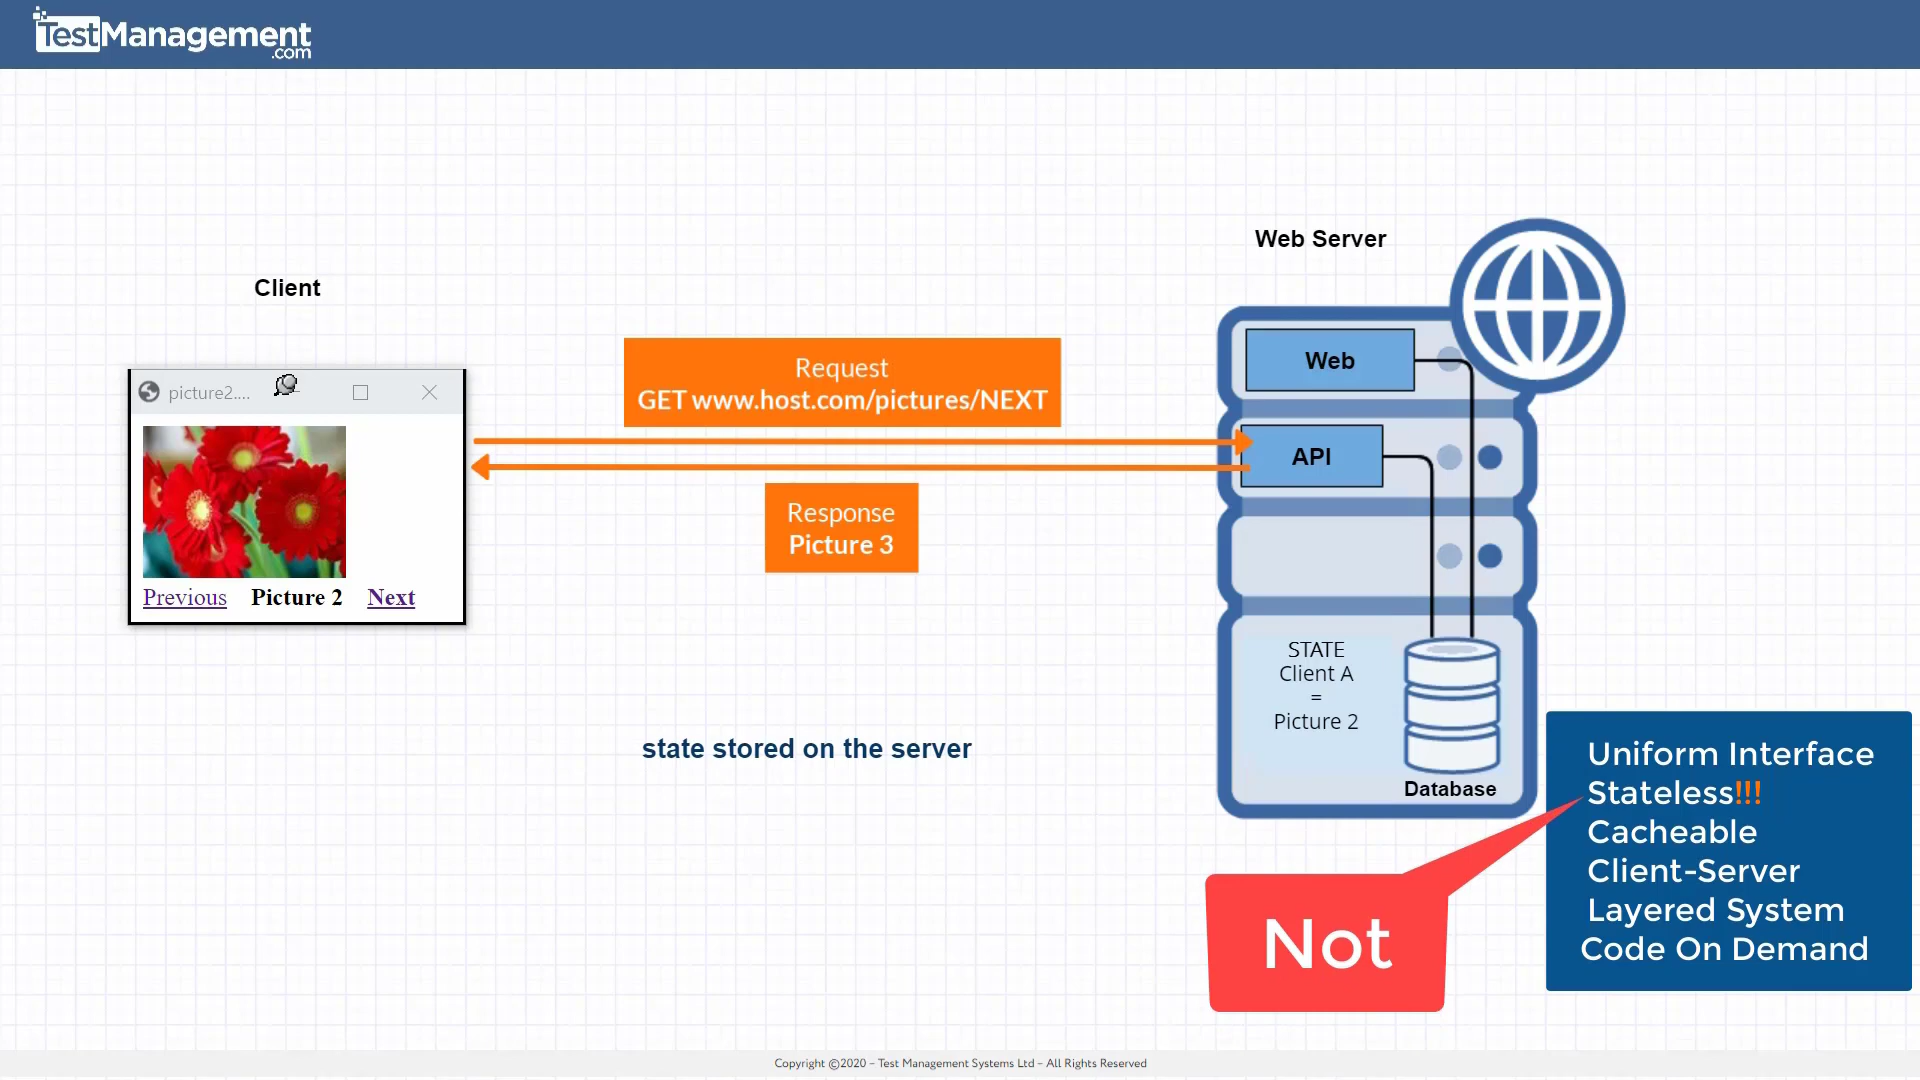 TestManagement
.com
Web Server
Client
Request
GET www.host.com/pictures/NEXT
Web
picture2....
API
Response
Picture 3
Previous Picture 2 Next
STATE
Client A
=
Picture 2
state stored on the server
Database
Uniform Interface
Stateless!!!
Cacheable
Client-Server
Layered System
Code On Demand
Not
Copyright ©2020 – Test Management Systems Ltd – All Rights Reserved